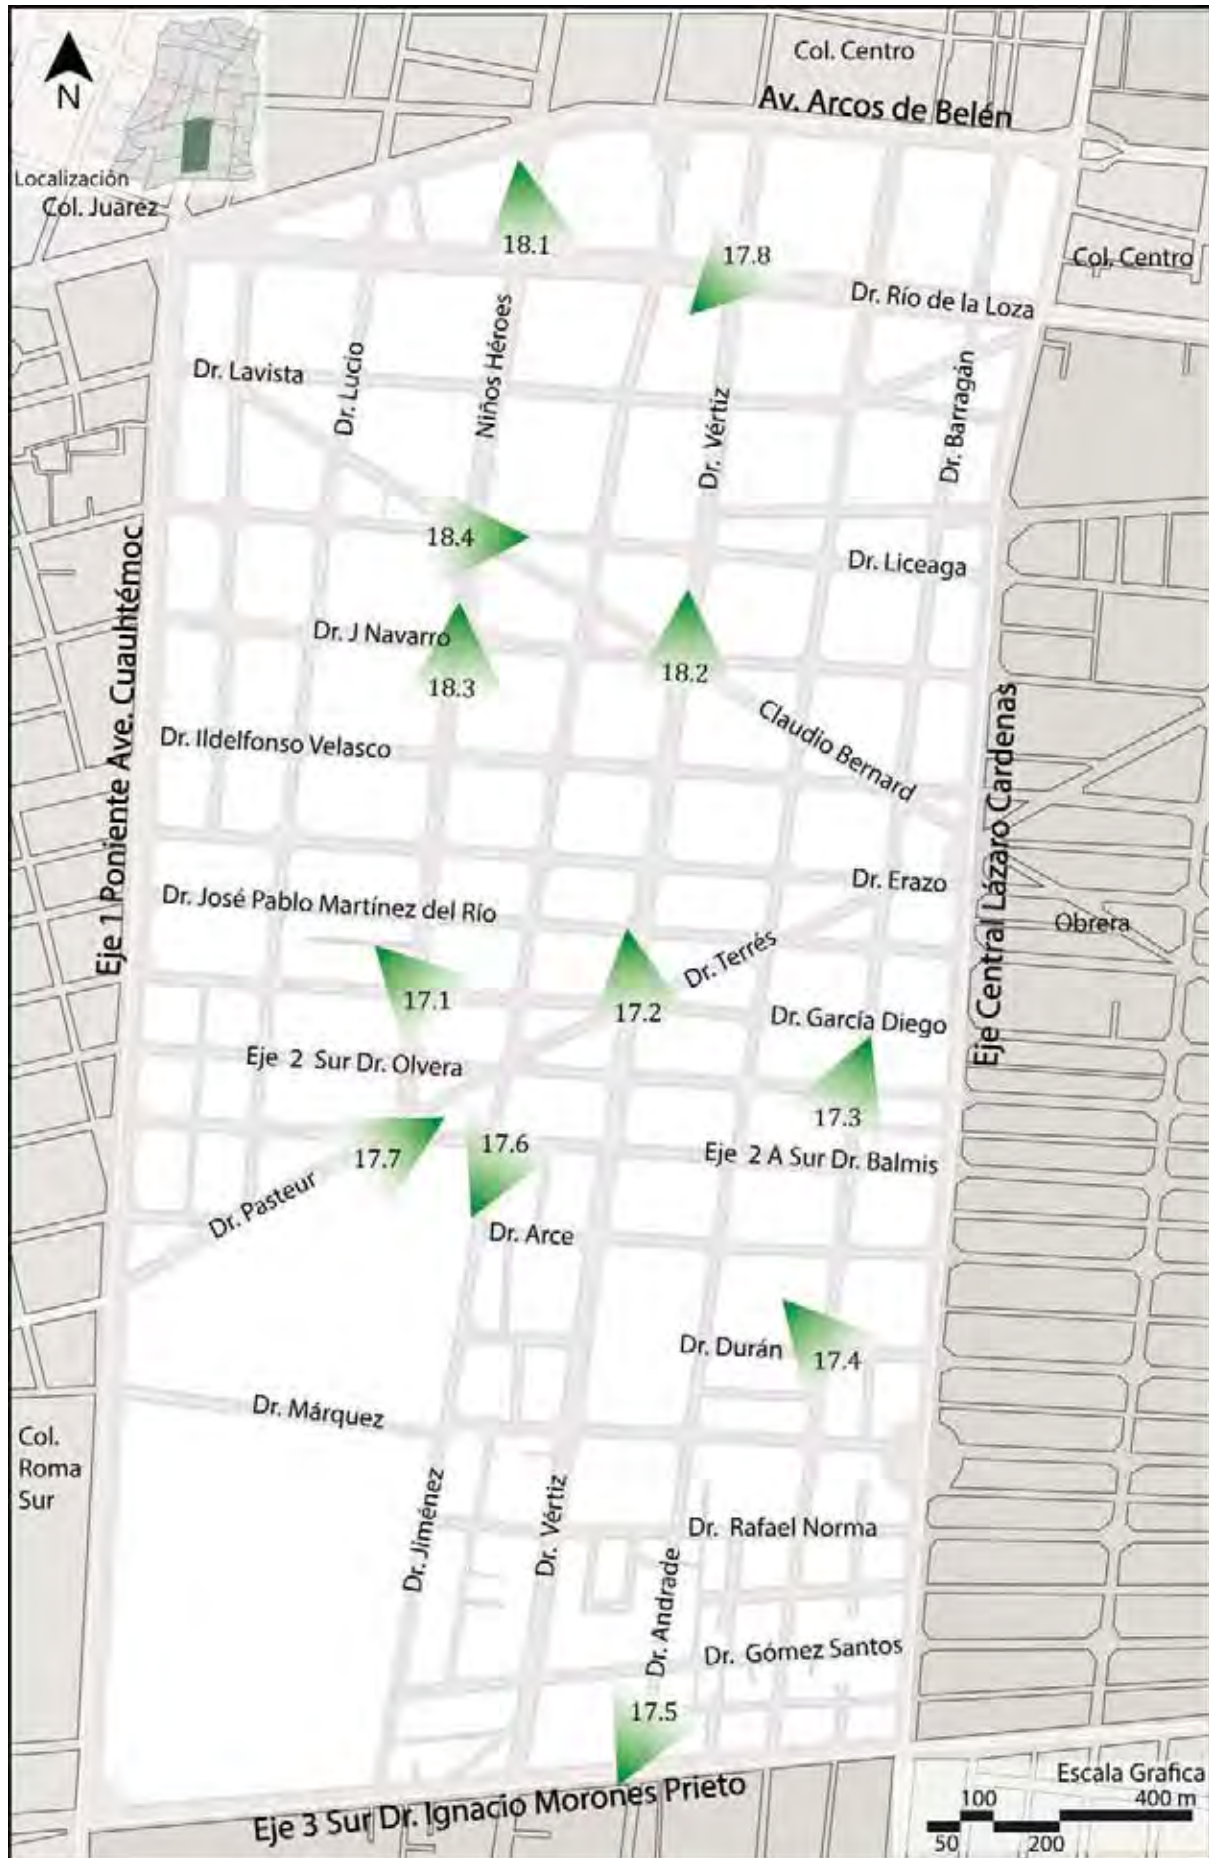 Col. Centro
Av. Arcos de Belén
N
Localización
Col. Juarez
18.1
17.8
Col. Centro
Dr. Río de la Loza
Dr. Lavista
Dr. Lucio
Niños Héroes
Dr. Vértiz
Dr. Barragán
18.4
Dr. Liceaga
Dr. J Navarro
18.3
18.2
Eje 1 Poniente Ave. Cuauhtémoc
Dr. Ildelfonso Velasco
Claudio Bernard
Eje Central Lázaro Cardenas
Dr. Erazo
Dr. José Pablo Martínez del Río
Obrera
Dr. Terrés
17.1
17.2
Dr. García Diego
Eje 2 Sur Dr. Olvera
17.3
17.7
17.6
Eje 2 A Sur Dr. Balmis
Dr. Pasteur
Dr. Arce
Dr. Durán
17.4
Dr. Márquez
Col.
Roma
Sur
Dr. Jiménez
Dr. Vértiz
Dr. Rafael Norma
Dr. Andrade
Dr. Gómez Santos
17.5
Eje 3 Sur Dr. Ignacio Morones Prieto
Escala Grafica
100
400 m
50
200